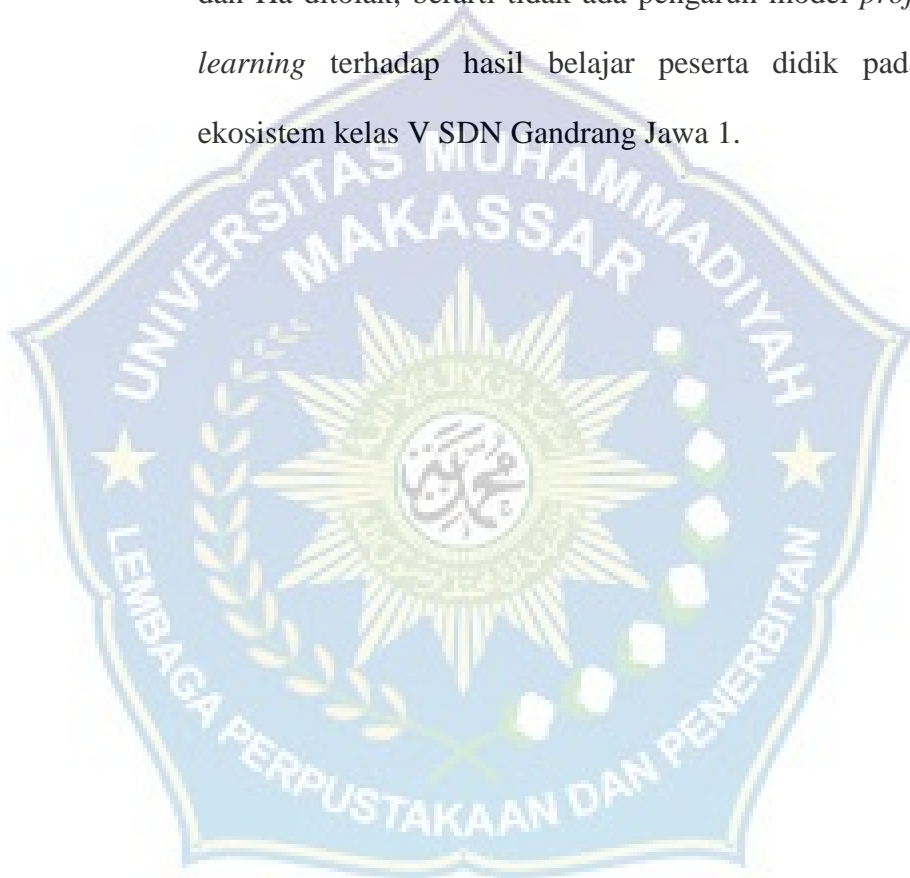 dan Ha ditolak, berarti tidak ada pengaruh model
learning terhadap hasil belajar peserta didik pad
ekosistem kelas V SDN Gandrang Jawa 1.
UNIVERSITAS MUHAMMADIYAH
MAKASSAR
LEMBAGA PERPUSTAKAAN DAN PENERBITAN